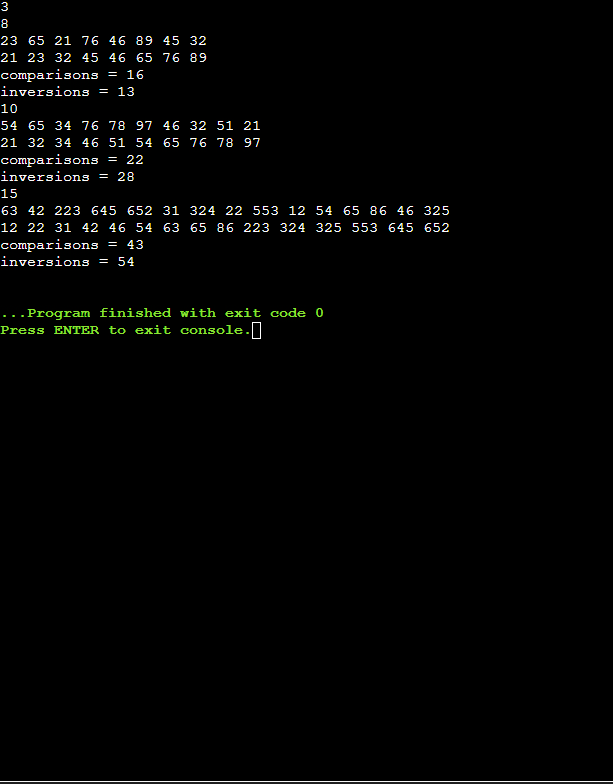 3
8
23 65 21 76 46 89 45 32
21 23 32 45 46 65 76 89
comparisons = 16
inversions = 13
10
54 65 34 76 78 97 46 32 51 21
21 32 34 46 51 54 65 76 78 97
comparisons = 22
inversions = 28
15
63 42 223 645 652 31 324 22 553 12 54 65 86 46 325
12 22 31 42 46 54 63 65 86 223 324 325 553 645 652
comparisons = 43
inversions = 54
...Program finished with exit code 0
Press ENTER to exit console.